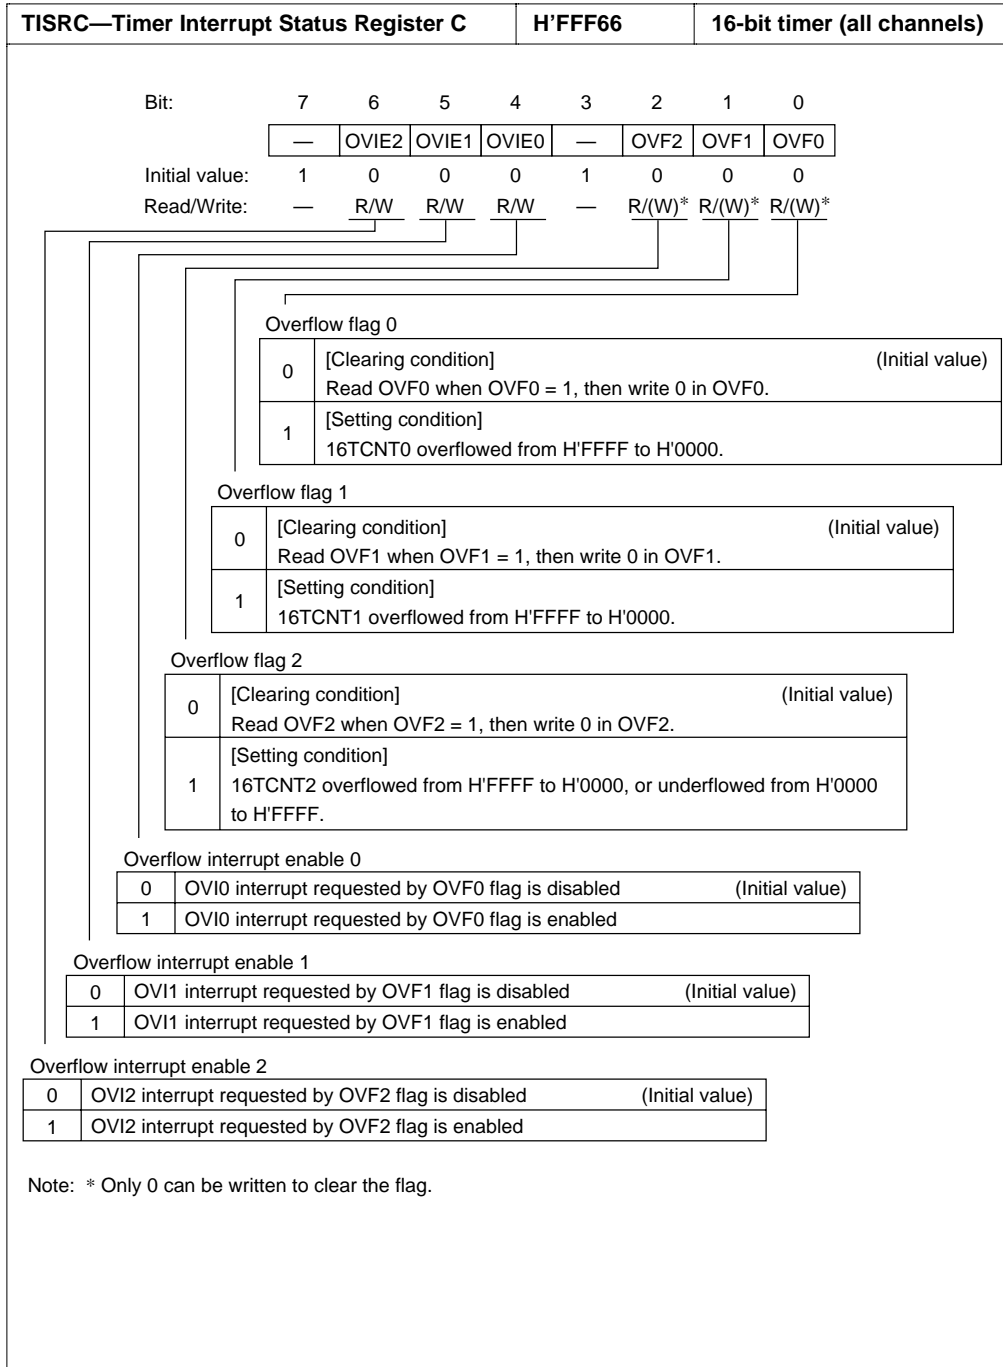 TISRC—Timer Interrupt Status Register C H'FFF66 16-bit timer (all channels)
Bit: 7 6 5 4 3 2 1 0
— OVIE2 OVIE1 OVIE0 — OVF2 OVF1 OVF0
Initial value: 1 0 0 0 1 0 0 0
Read/Write: — R/W R/W R/W — R/(W)* R/(W)* R/(W)*
Overflow flag 0
0 [Clearing condition] (Initial value)
Read OVF0 when OVF0 = 1, then write 0 in OVF0.
1 [Setting condition]
16TCNT0 overflowed from H'FFFF to H'0000.
Overflow flag 1
0 [Clearing condition] (Initial value)
Read OVF1 when OVF1 = 1, then write 0 in OVF1.
1 [Setting condition]
16TCNT1 overflowed from H'FFFF to H'0000.
Overflow flag 2
0 [Clearing condition] (Initial value)
Read OVF2 when OVF2 = 1, then write 0 in OVF2.
[Setting condition]
1 16TCNT2 overflowed from H'FFFF to H'0000, or underflowed from H'0000
to H'FFFF.
Overflow interrupt enable 0
0 OVI0 interrupt requested by OVF0 flag is disabled (Initial value)
1 OVI0 interrupt requested by OVF0 flag is enabled
Overflow interrupt enable 1
0 OVI1 interrupt requested by OVF1 flag is disabled (Initial value)
1 OVI1 interrupt requested by OVF1 flag is enabled
Overflow interrupt enable 2
0 OVI2 interrupt requested by OVF2 flag is disabled (Initial value)
1 OVI2 interrupt requested by OVF2 flag is enabled
Note: * Only 0 can be written to clear the flag.